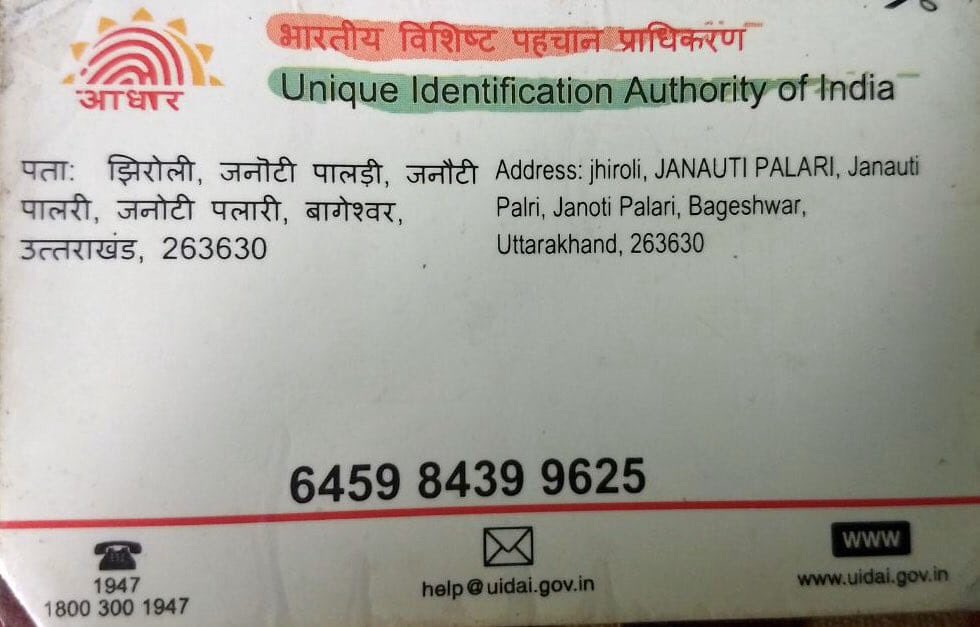 भारतीय विशिष्ट पहचान प्राधिकरण
Unique Identification Authority of India
आधार
पता: झिरोली, जनोटी पालड़ी, जनौटी
पालरी, जनोटी पलारी, बागेश्वर,
उत्तराखंड, 263630
Address: jhiroli, JANAUTI PALARI, Janauti
Palri, Janoti Palari, Bageshwar,
Uttarakhand, 263630
6459 8439 9625
1947
1800 300 1947
help@uidai.gov.in
www
www.uidai.gov.in